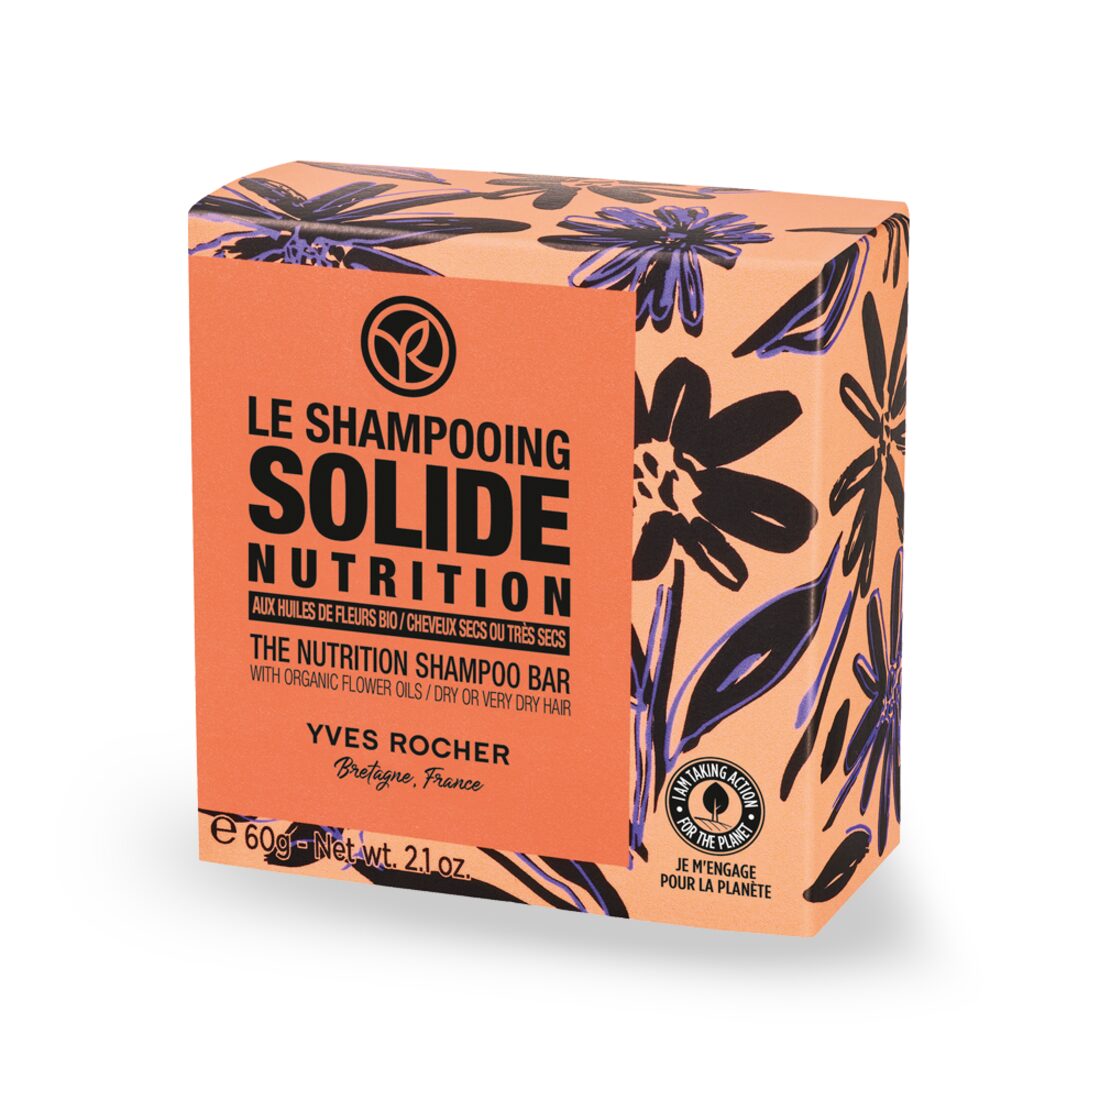 LE SHAMPOOING
SOLIDE
NUTRITION
AUX HUILES DE FLEURS BIO / CHEVEUX SECS OU TRÈS SECS
THE NUTRITION SHAMPOO BAR
WITH ORGANIC FLOWER OILS / DRY OR VERY DRY HAIR
YVES ROCHER
Bretagne, France
℮ 60g - Net wt. 2.1 oz.
I AM TAKING ACTION
• FOR THE PLANET •
JE M'ENGAGE
POUR LA PLANÈTE